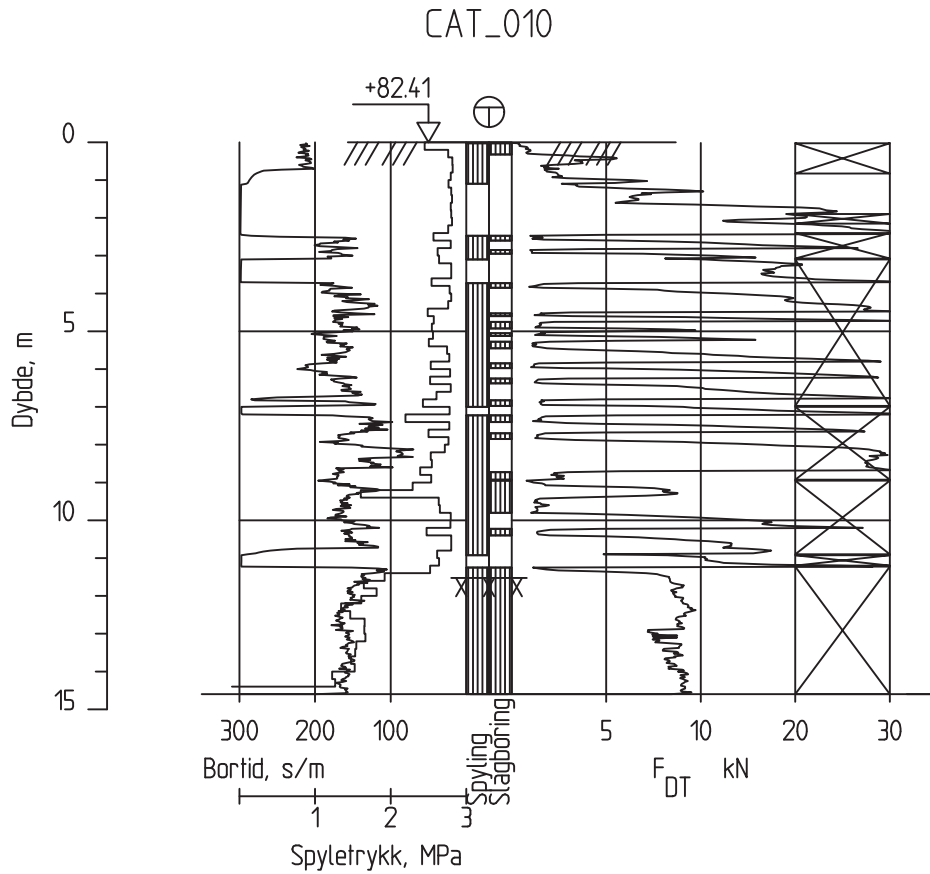 CAT_010
+82.41
0
5
10
15
Dybde, m
300 200 100
5 10 20 30
Bortid, s/m
Spyling
Slagboring
FDT kN
1 2 3
Spyletrykk, MPa